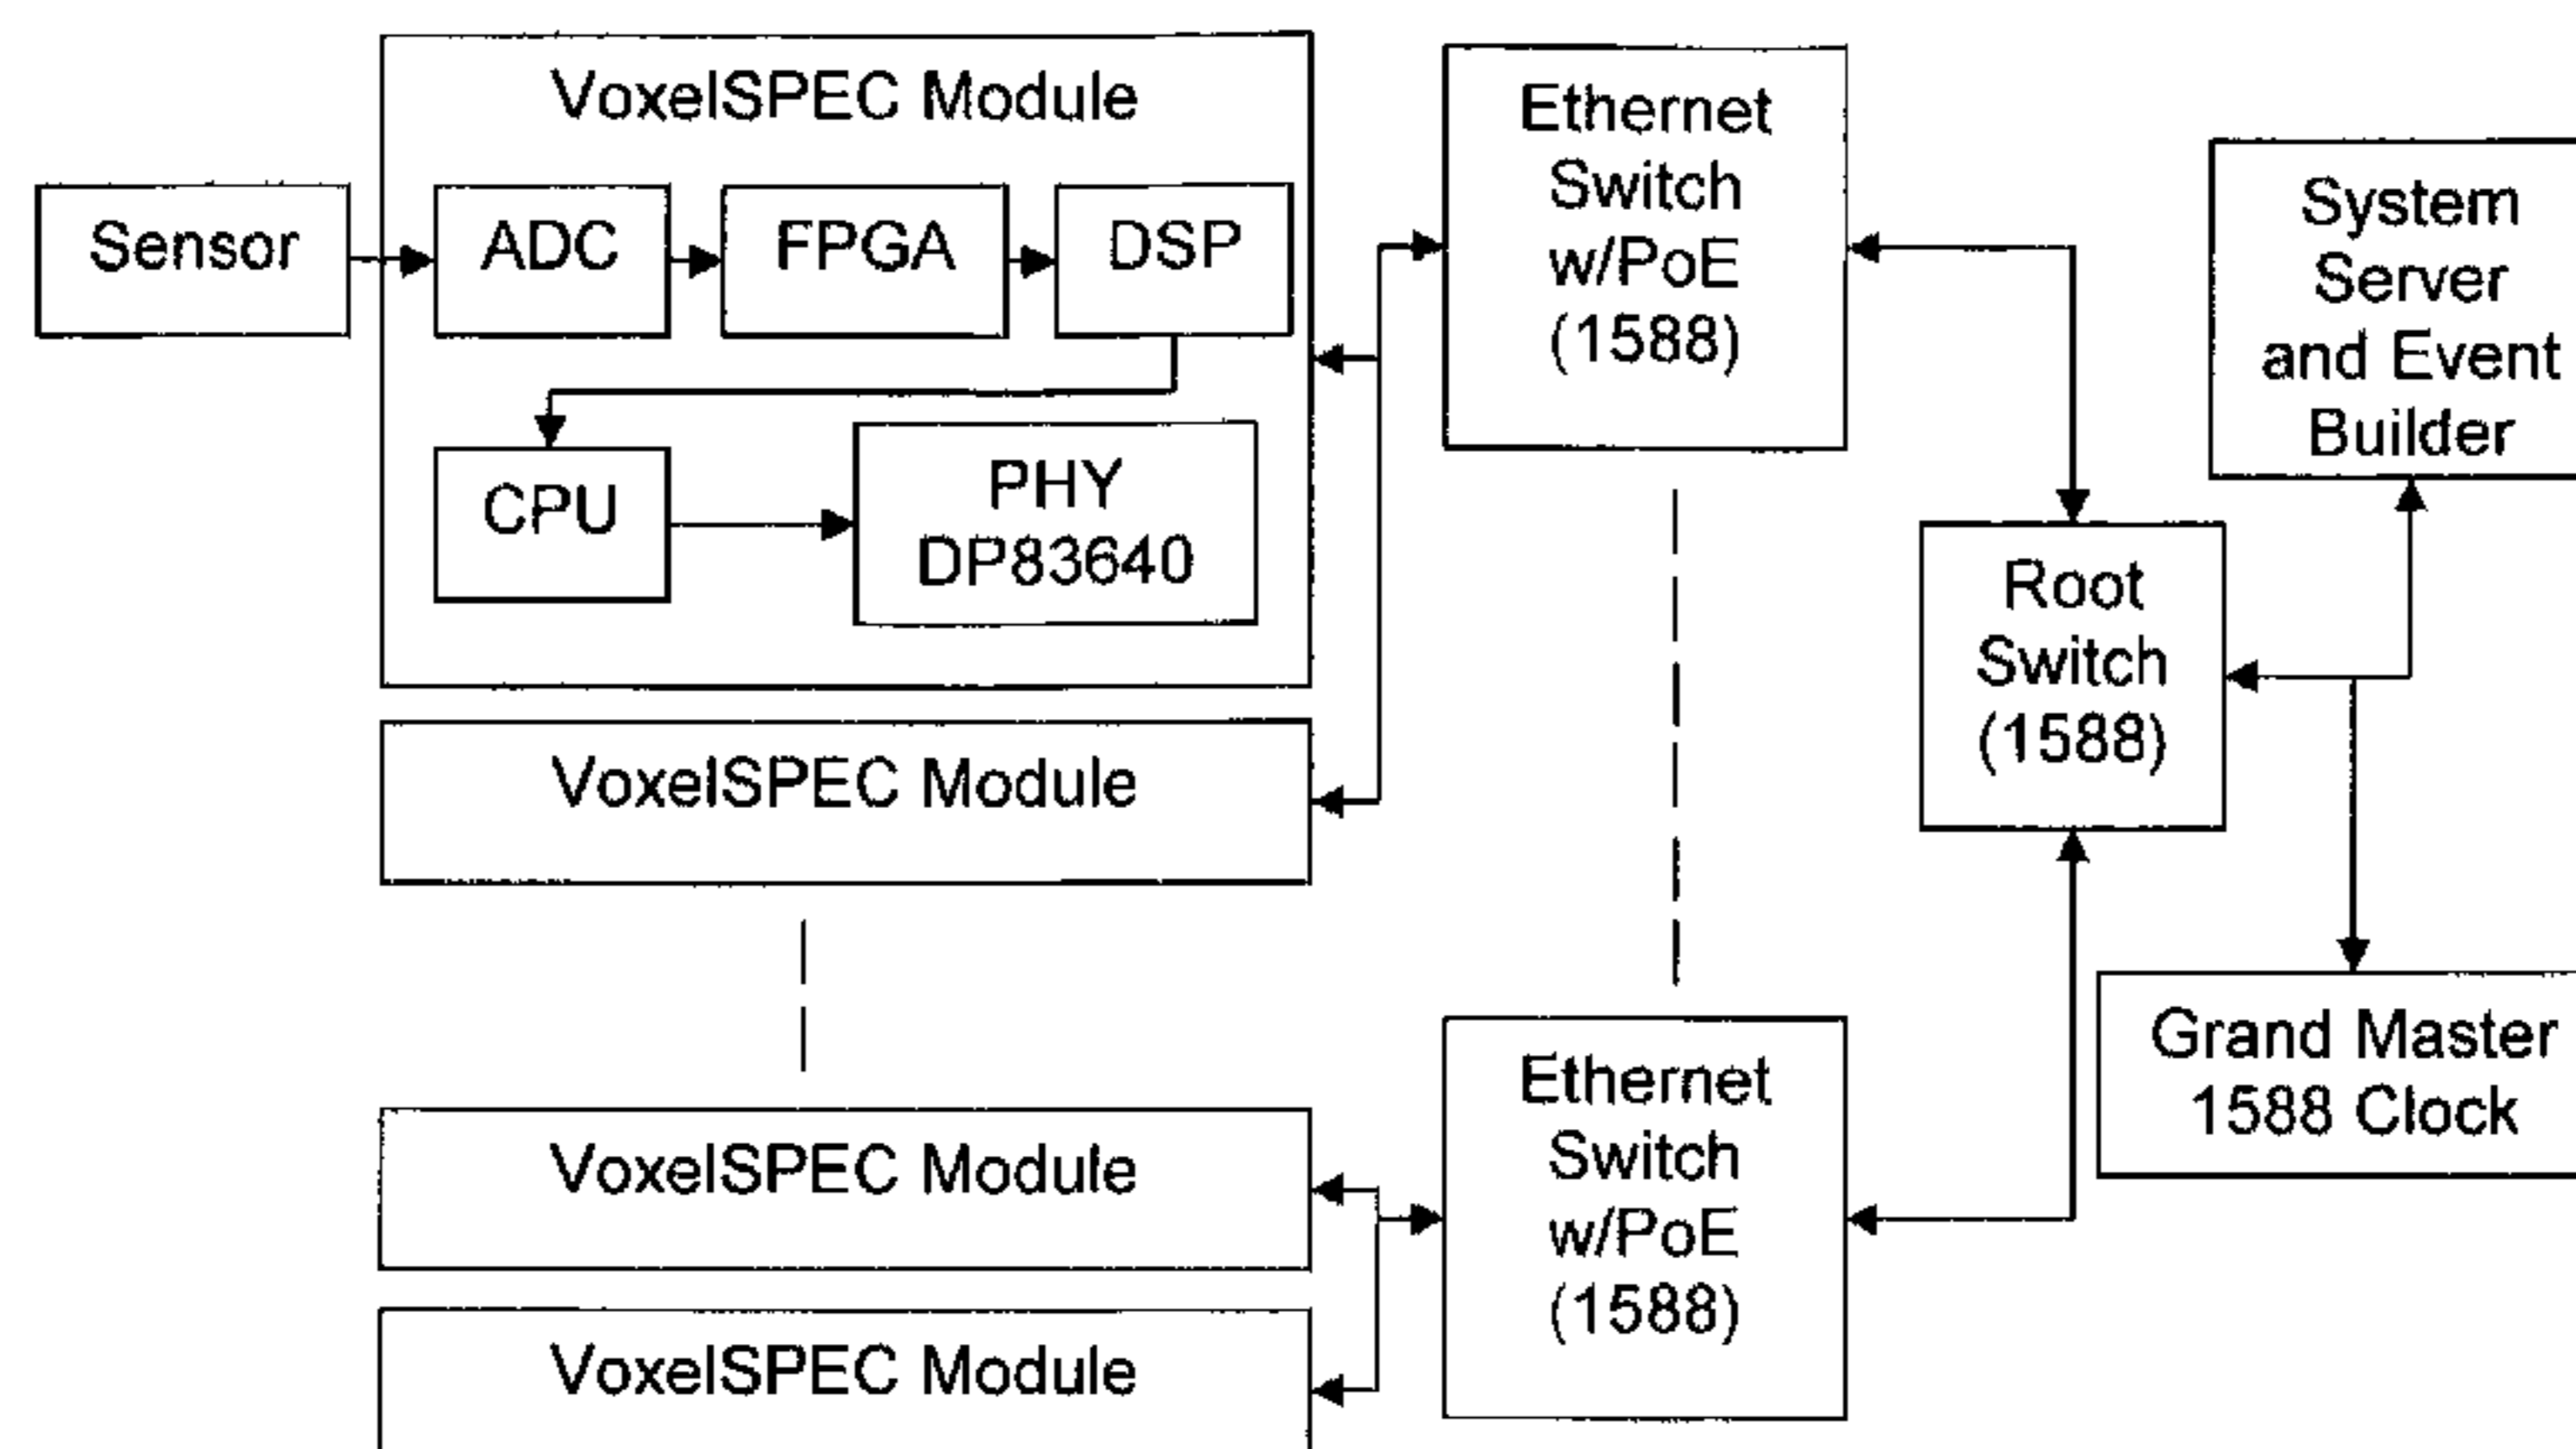 VoxelSPEC Module
Sensor
ADC
FPGA
DSP
CPU
PHY
DP83640
VoxelSPEC Module
VoxelSPEC Module
VoxelSPEC Module
Ethernet
Switch
w/PoE
(1588)
Ethernet
Switch
w/PoE
(1588)
Root
Switch
(1588)
System
Server
and Event
Builder
Grand Master
1588 Clock